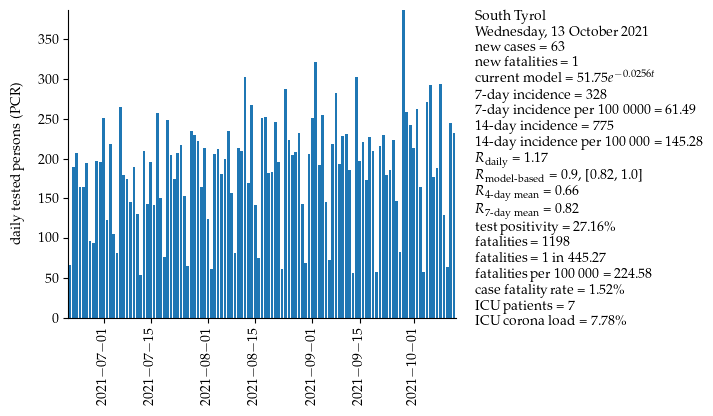 South Tyrol
Wednesday, 13 October 2021
new cases = 63
new fatalities = 1
current model = 51.75e^−0.0256t
7-day incidence = 328
7-day incidence per 100 0000 = 61.49
14-day incidence = 775
14-day incidence per 100 000 = 145.28
R_daily = 1.17
R_model-based = 0.9, [0.82, 1.0]
R_4-day mean = 0.66
R_7-day mean = 0.82
test positivity = 27.16%
fatalities = 1198
fatalities = 1 in 445.27
fatalities per 100 000 = 224.58
case fatality rate = 1.52%
ICU patients = 7
ICU corona load = 7.78%
daily tested persons (PCR)
350
300
250
200
150
100
50
0
2021−07−01
2021−07−15
2021−08−01
2021−08−15
2021−09−01
2021−09−15
2021−10−01